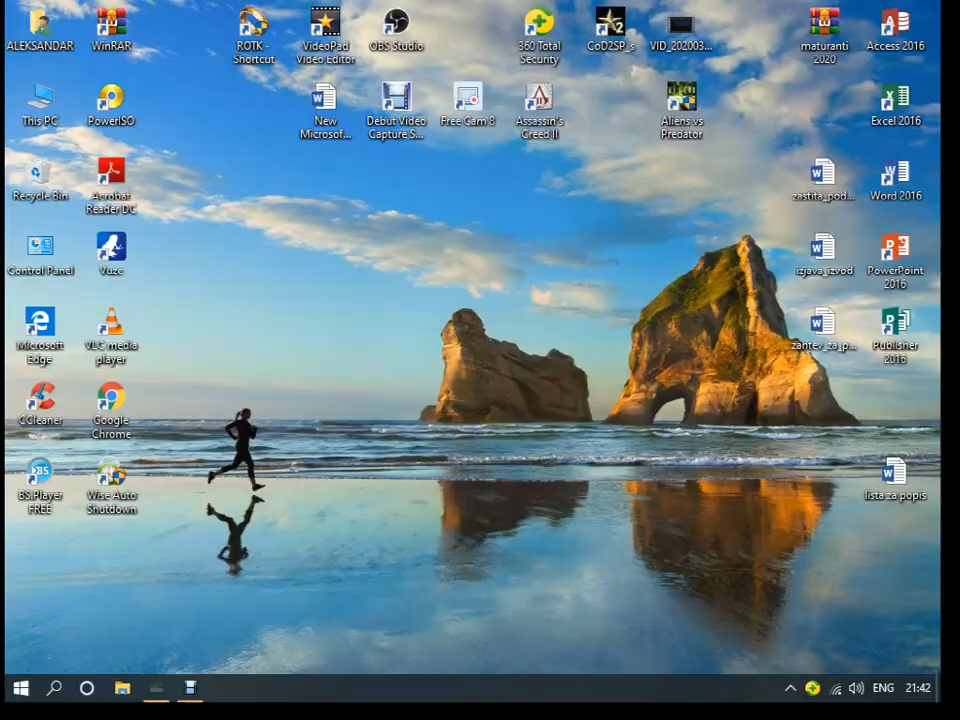 ALEKSANDAR
WinRAR
ROTK -
Shortcut
VideoPad
Video Editor
OBS Studio
360 Total
Security
CoD2SP_s
VID_202003...
maturanti
2020
Access 2016
This PC
PowerISO
New
Microsof...
Debut Video
Capture S...
Free Cam 8
Assassin's
Creed II
Aliens vs
Predator
Excel 2016
Recycle Bin
Acrobat
Reader DC
zastita_pod...
Word 2016
Control Panel
Vuze
izjava_izvod
PowerPoint
2016
Microsoft
Edge
VLC media
player
zahtev_za_p...
Publisher
2016
CCleaner
Google
Chrome
BS.Player
FREE
Wise Auto
Shutdown
lista za popis
ENG
21:42